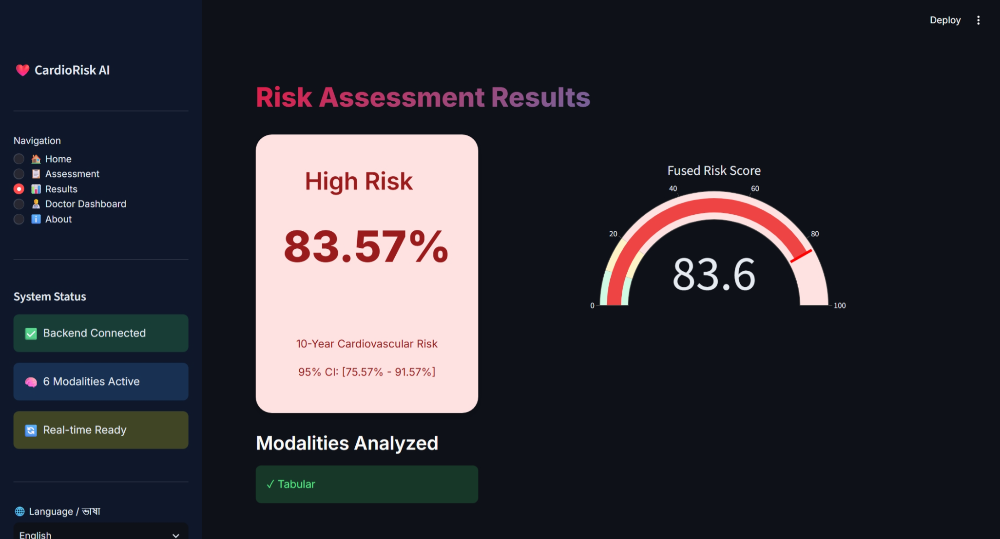 Deploy
CardioRisk AI
Navigation
Home
Assessment
Results
Doctor Dashboard
About
System Status
Backend Connected
6 Modalities Active
Real-time Ready
Language / ভাষা
English
Risk Assessment Results
High Risk
83.57%
10-Year Cardiovascular Risk
95% CI: [75.57% - 91.57%]
Fused Risk Score
0
20
40
60
80
100
83.6
Modalities Analyzed
✓ Tabular